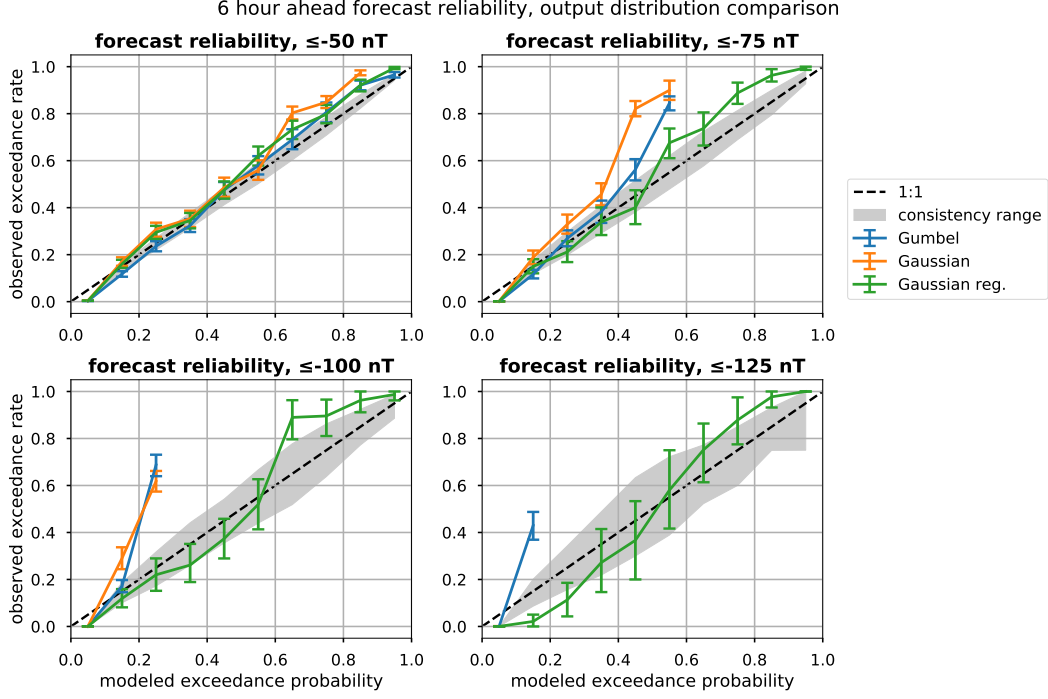 6 hour ahead forecast reliability, output distribution comparison
forecast reliability, ≤-50 nT
observed exceedance rate
1.0
0.8
0.6
0.4
0.2
0.0
0.0 0.2 0.4 0.6 0.8 1.0
forecast reliability, ≤-75 nT
1.0
0.8
0.6
0.4
0.2
0.0
0.0 0.2 0.4 0.6 0.8 1.0
1:1
consistency range
Gumbel
Gaussian
Gaussian reg.
forecast reliability, ≤-100 nT
observed exceedance rate
1.0
0.8
0.6
0.4
0.2
0.0
0.0 0.2 0.4 0.6 0.8 1.0
modeled exceedance probability
forecast reliability, ≤-125 nT
1.0
0.8
0.6
0.4
0.2
0.0
0.0 0.2 0.4 0.6 0.8 1.0
modeled exceedance probability